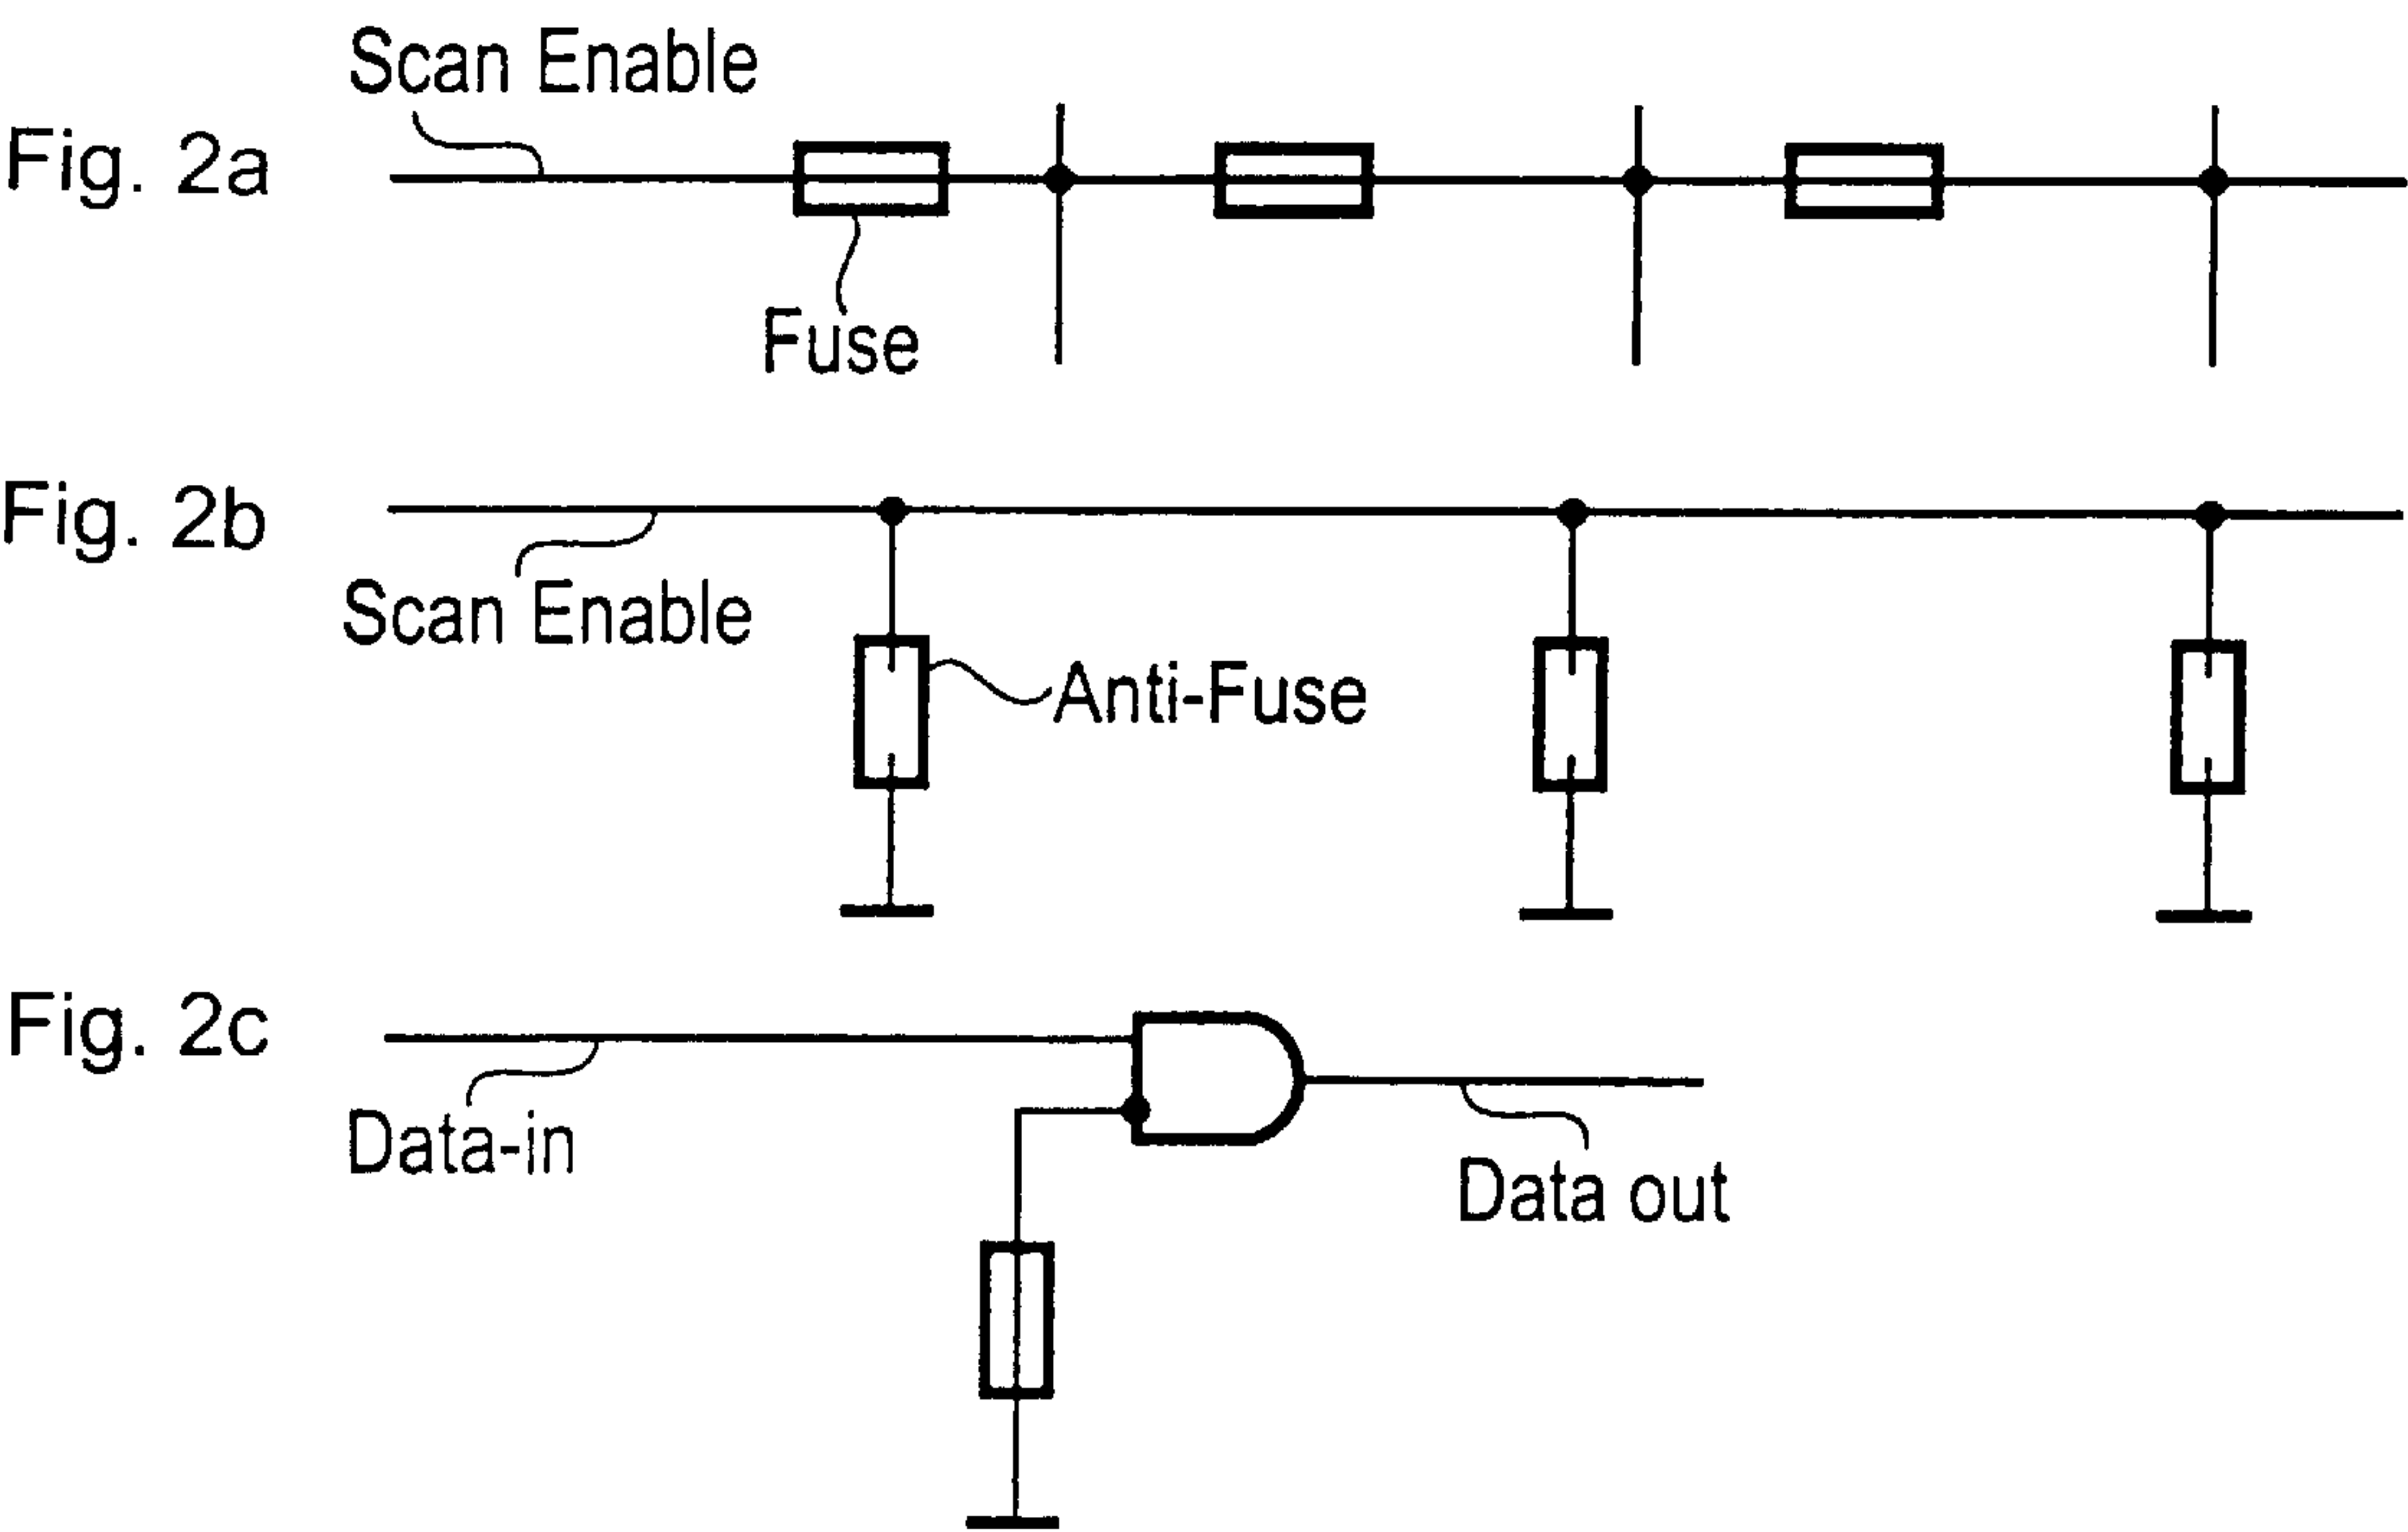 Scan Enable
Fig. 2a
Fuse
Fig. 2b
Scan Enable
Anti-Fuse
Fig. 2c
Data-in
Data out